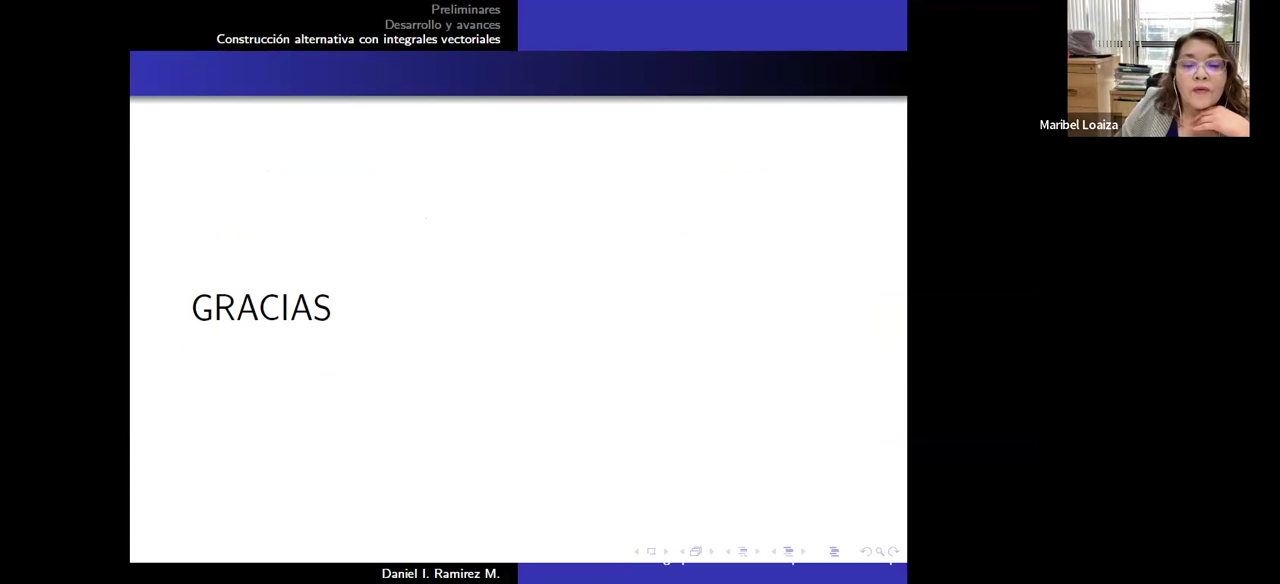 Preliminares
Desarrollo y avances
Construcción alternativa con integrales vectoriales
Maribel Loaiza
GRACIAS
Daniel I. Ramirez M.